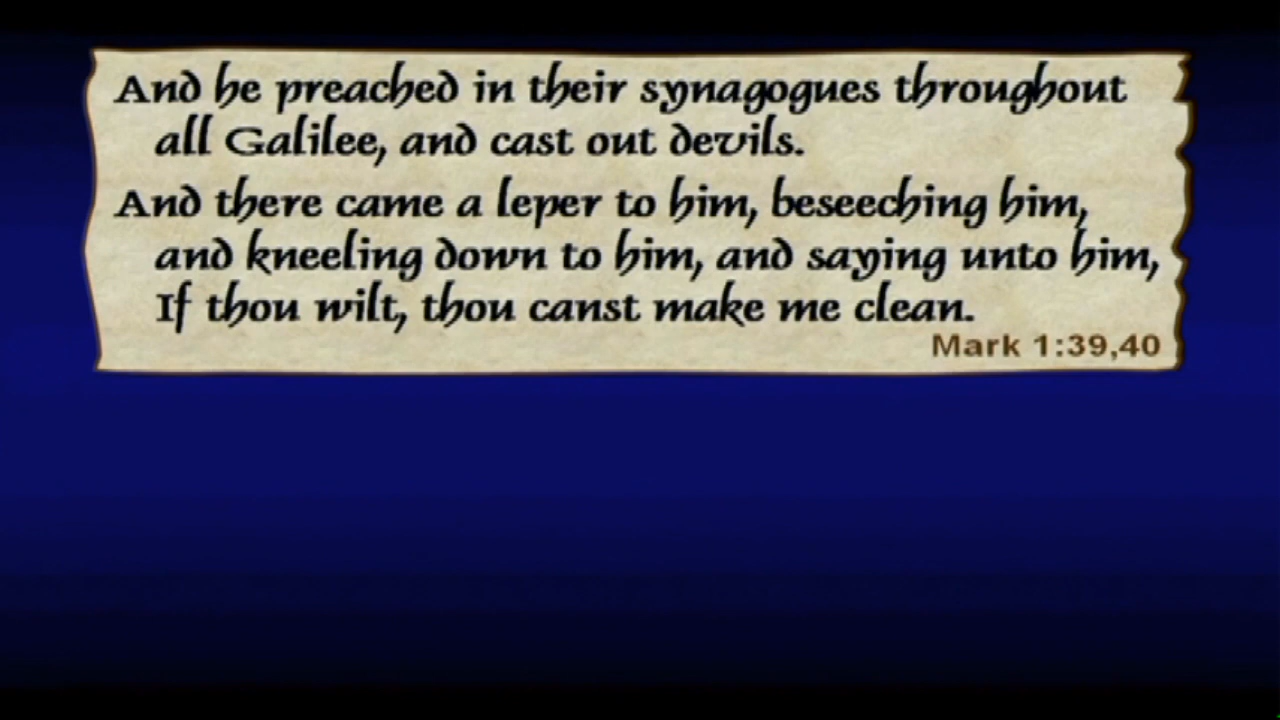 And he preached in their synagogues throughout
all Galilee, and cast out devils.
And there came a leper to him, beseeching him,
and kneeling down to him, and saying unto him,
If thou wilt, thou canst make me clean.
Mark 1:39,40